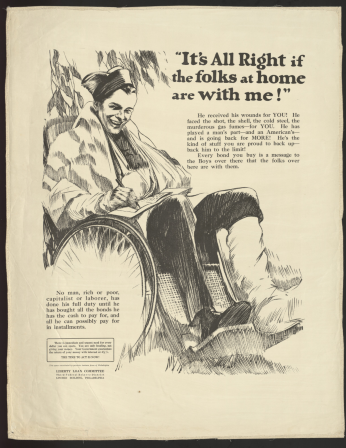 "It's All Right if
the folks at home
are with me!"
He received his wounds for YOU! He
faced the shot, the shell, the cold steel, the
murderous gas fumes—for YOU. He has
played a man's part—and an American's—
and is going back for MORE! He's the
kind of stuff you are proud to back up—
back him to the limit!
Every bond you buy is a message to
the Boys over there that the folks over
here are with them.
No man, rich or poor,
capitalist or laborer, has
done his full duty until he
has bought all the bonds he
has the cash to pay for, and
all he can possibly pay for
in installments.
LIBERTY LOAN COMMITTEE